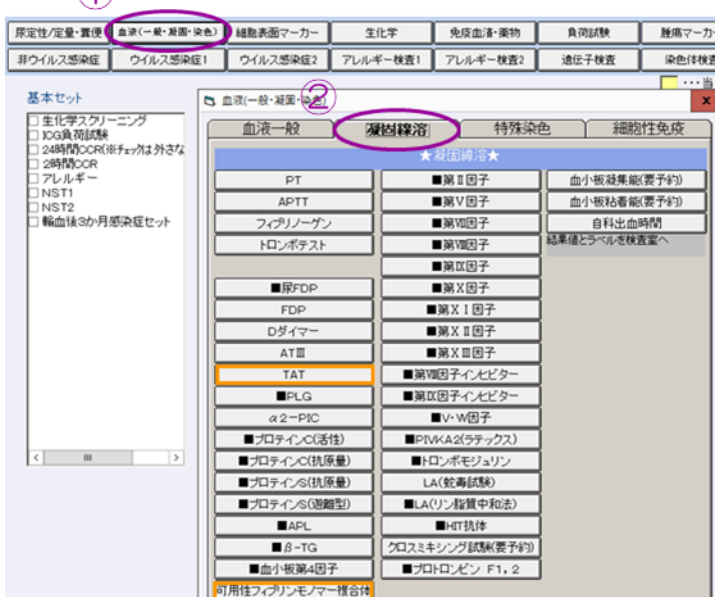 ①
尿定性/定量・糞便 血液(一般・凝固・染色) 細胞表面マーカー 生化学 免疫血清・薬物 負荷試験 腫瘍マーカ
非ウイルス感染症 ウイルス感染症1 ウイルス感染症2 アレルギー検査1 アレルギー検査2 遺伝子検査 染色体検査
・・・当
基本セット
生化学スクリーニング
ICG負荷試験
24時間CCR(※チェックは外さな
2時間CCR
アレルギー
NST1
NST2
輸血後3か月感染症セット
血液(一般・凝固・染色)
②
x
血液一般 凝固線溶 特殊染色 細胞性免疫
★凝固線溶★
PT ■第Ⅱ因子 血小板凝集能(要予約)
APTT ■第Ⅴ因子 血小板粘着能(要予約)
フィブリノーゲン ■第Ⅶ因子 自科出血時間
トロンボテスト ■第Ⅷ因子 結果値とラベルを検査室へ
■第Ⅸ因子
■尿FDP ■第Ⅹ因子
FDP ■第ⅩⅠ因子
Dダイマー ■第ⅩⅡ因子
ATⅢ ■第ⅩⅢ因子
TAT ■第Ⅷ因子インヒビター
■PLG ■第Ⅸ因子インヒビター
α2-PIC ■V・W因子
■プロテインC(活性) ■PIVKA2(ラテックス)
■プロテインC(抗原量) ■トロンボモジュリン
■プロテインS(抗原量) LA(蛇毒試験)
■プロテインS(遊離型) ■LA(リン脂質中和法)
■APL ■HIT抗体
■β-TG クロスミキシング試験(要予約)
■血小板第4因子 ■プロトロンビン F1,2
可用性フィブリンモノマー複合体